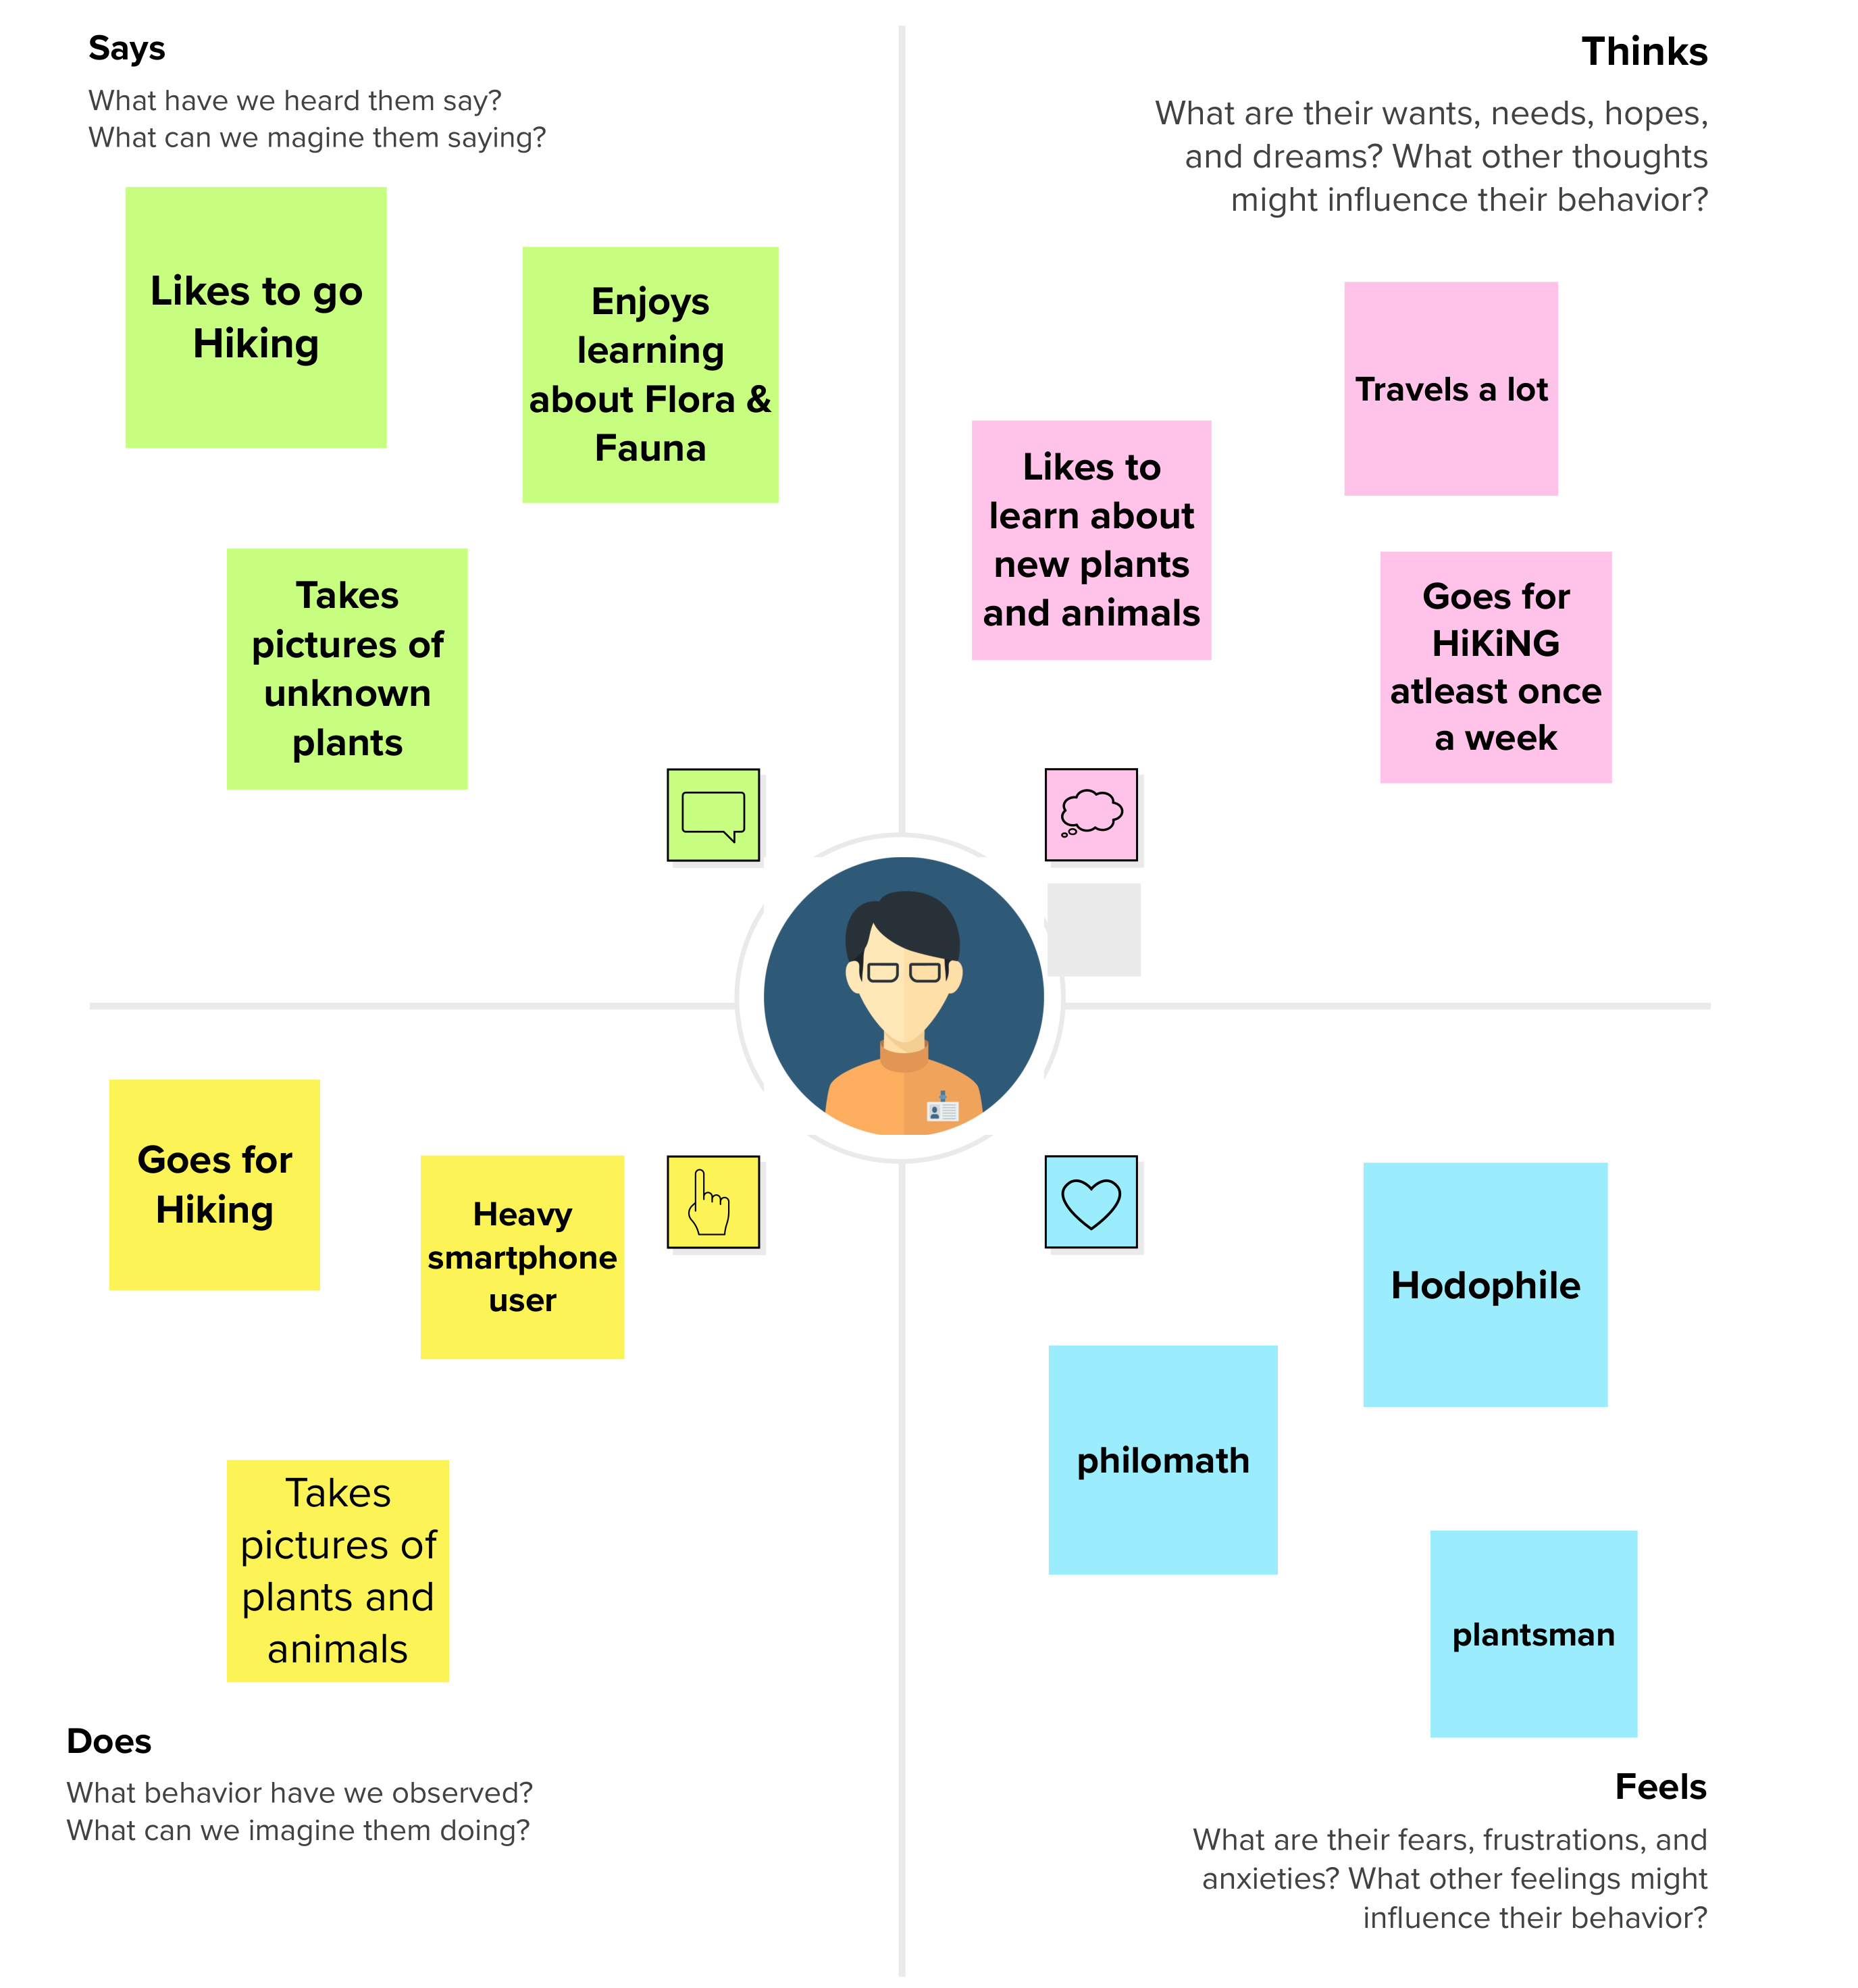 Says
What have we heard them say?
What can we magine them saying?
Likes to go
Hiking
Enjoys
learning
about Flora &
Fauna
Takes
pictures of
unknown
plants
Thinks
What are their wants, needs, hopes,
and dreams? What other thoughts
might influence their behavior?
Travels a lot
Likes to
learn about
new plants
and animals
Goes for
HiKiNG
atleast once
a week
Goes for
Hiking
Heavy
smartphone
user
Takes
pictures of
plants and
animals
Does
What behavior have we observed?
What can we imagine them doing?
Hodophile
philomath
plantsman
Feels
What are their fears, frustrations, and
anxieties? What other feelings might
influence their behavior?